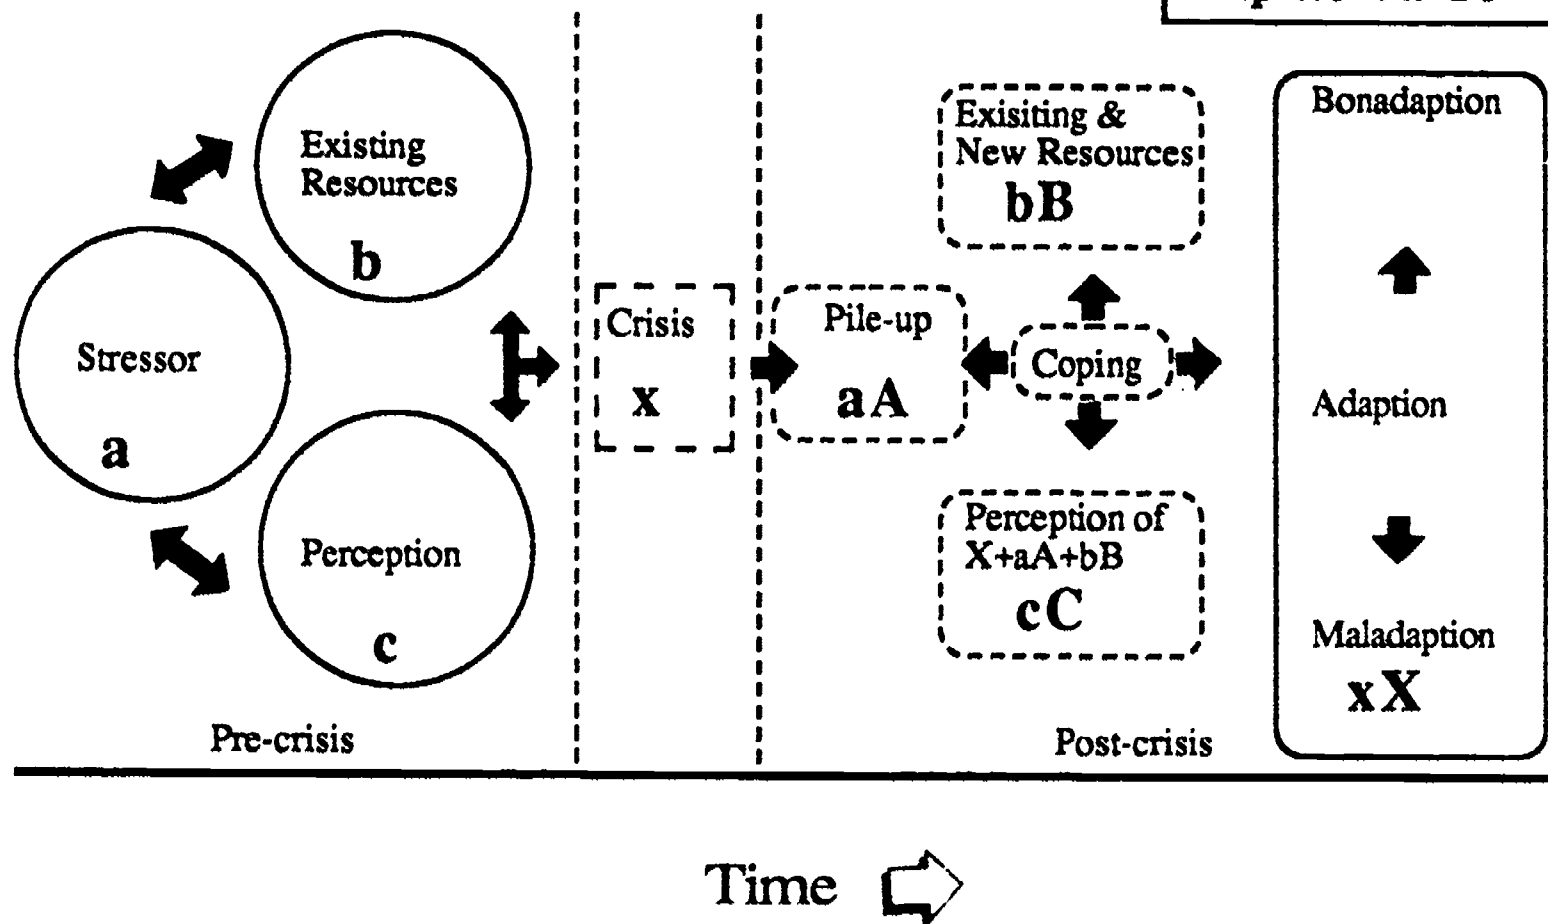 Existing
Resources
b
Stressor
a
Perception
c
Pre-crisis
Crisis
x
Pile-up
aA
Exisiting &
New Resources
bB
Coping
Perception of
X+aA+bB
cC
Post-crisis
Bonadaption
Adaption
Maladaption
xX
Time